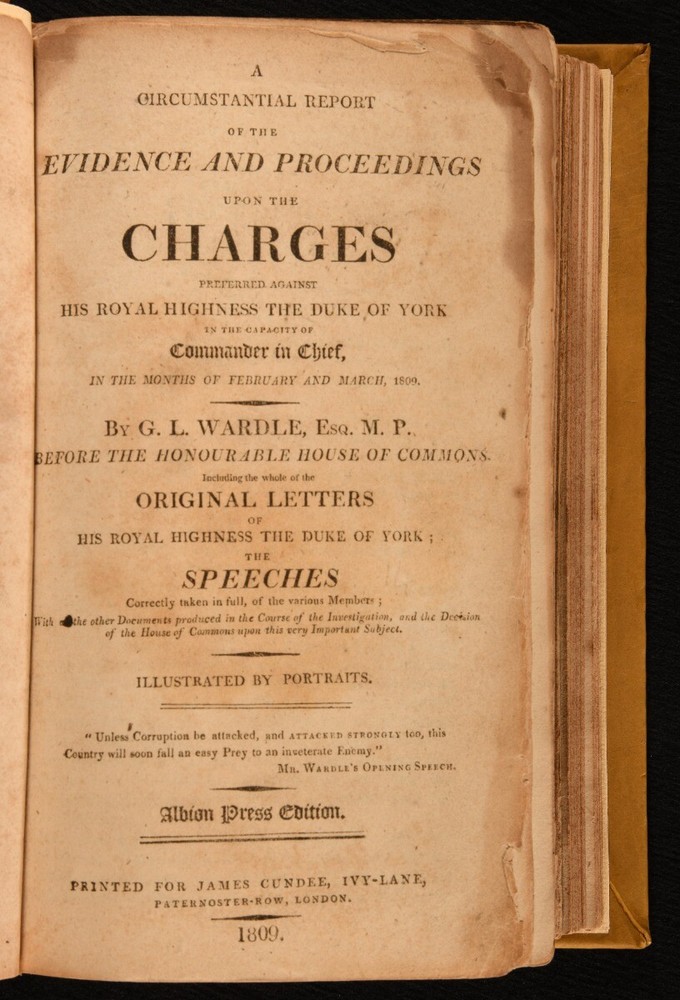 A
CIRCUMSTANTIAL REPORT
OF THE
EVIDENCE AND PROCEEDINGS
UPON THE
CHARGES
PREFERRED AGAINST
HIS ROYAL HIGHNESS THE DUKE OF YORK
IN THE CAPACITY OF
Commander in Chief,
IN THE MONTHS OF FEBRUARY AND MARCH, 1809.
BY G. L. WARDLE, ESQ. M. P.
BEFORE THE HONOURABLE HOUSE OF COMMONS.
Including the whole of the
ORIGINAL LETTERS
OF
HIS ROYAL HIGHNESS THE DUKE OF YORK ;
THE
SPEECHES
Correctly taken in full, of the various Members ;
With the other Documents produced in the Course of the Investigation, and the Decision
of the House of Commons upon this very Important Subject.
ILLUSTRATED BY PORTRAITS.
"Unless Corruption be attacked, and ATTACKED STRONGLY too, this
Country will soon fall an easy Prey to an inveterate Enemy."
MR. WARDLE'S OPENING SPEECH.
Albion Press Edition.
PRINTED FOR JAMES CUNDEE, IVY-LANE,
PATERNOSTER-ROW, LONDON.
1809.